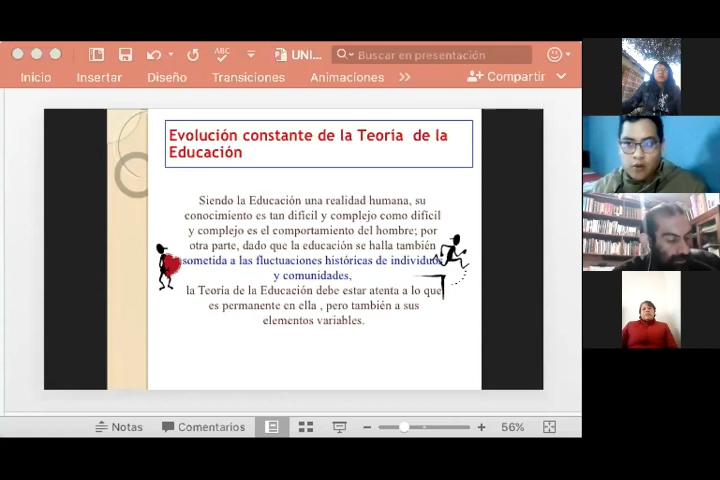 ABC
UNI...
Buscar en presentación
Inicio Insertar Diseño Transiciones Animaciones Compartir
Evolución constante de la Teoría de la
Educación
Siendo la Educación una realidad humana, su
conocimiento es tan difícil y complejo como difícil
y complejo es el comportamiento del hombre; por
otra parte, dado que la educación se halla también
sometida a las fluctuaciones históricas de individuos
y comunidades,
la Teoría de la Educación debe estar atenta a lo que
es permanente en ella , pero también a sus
elementos variables.
Notas Comentarios 56%